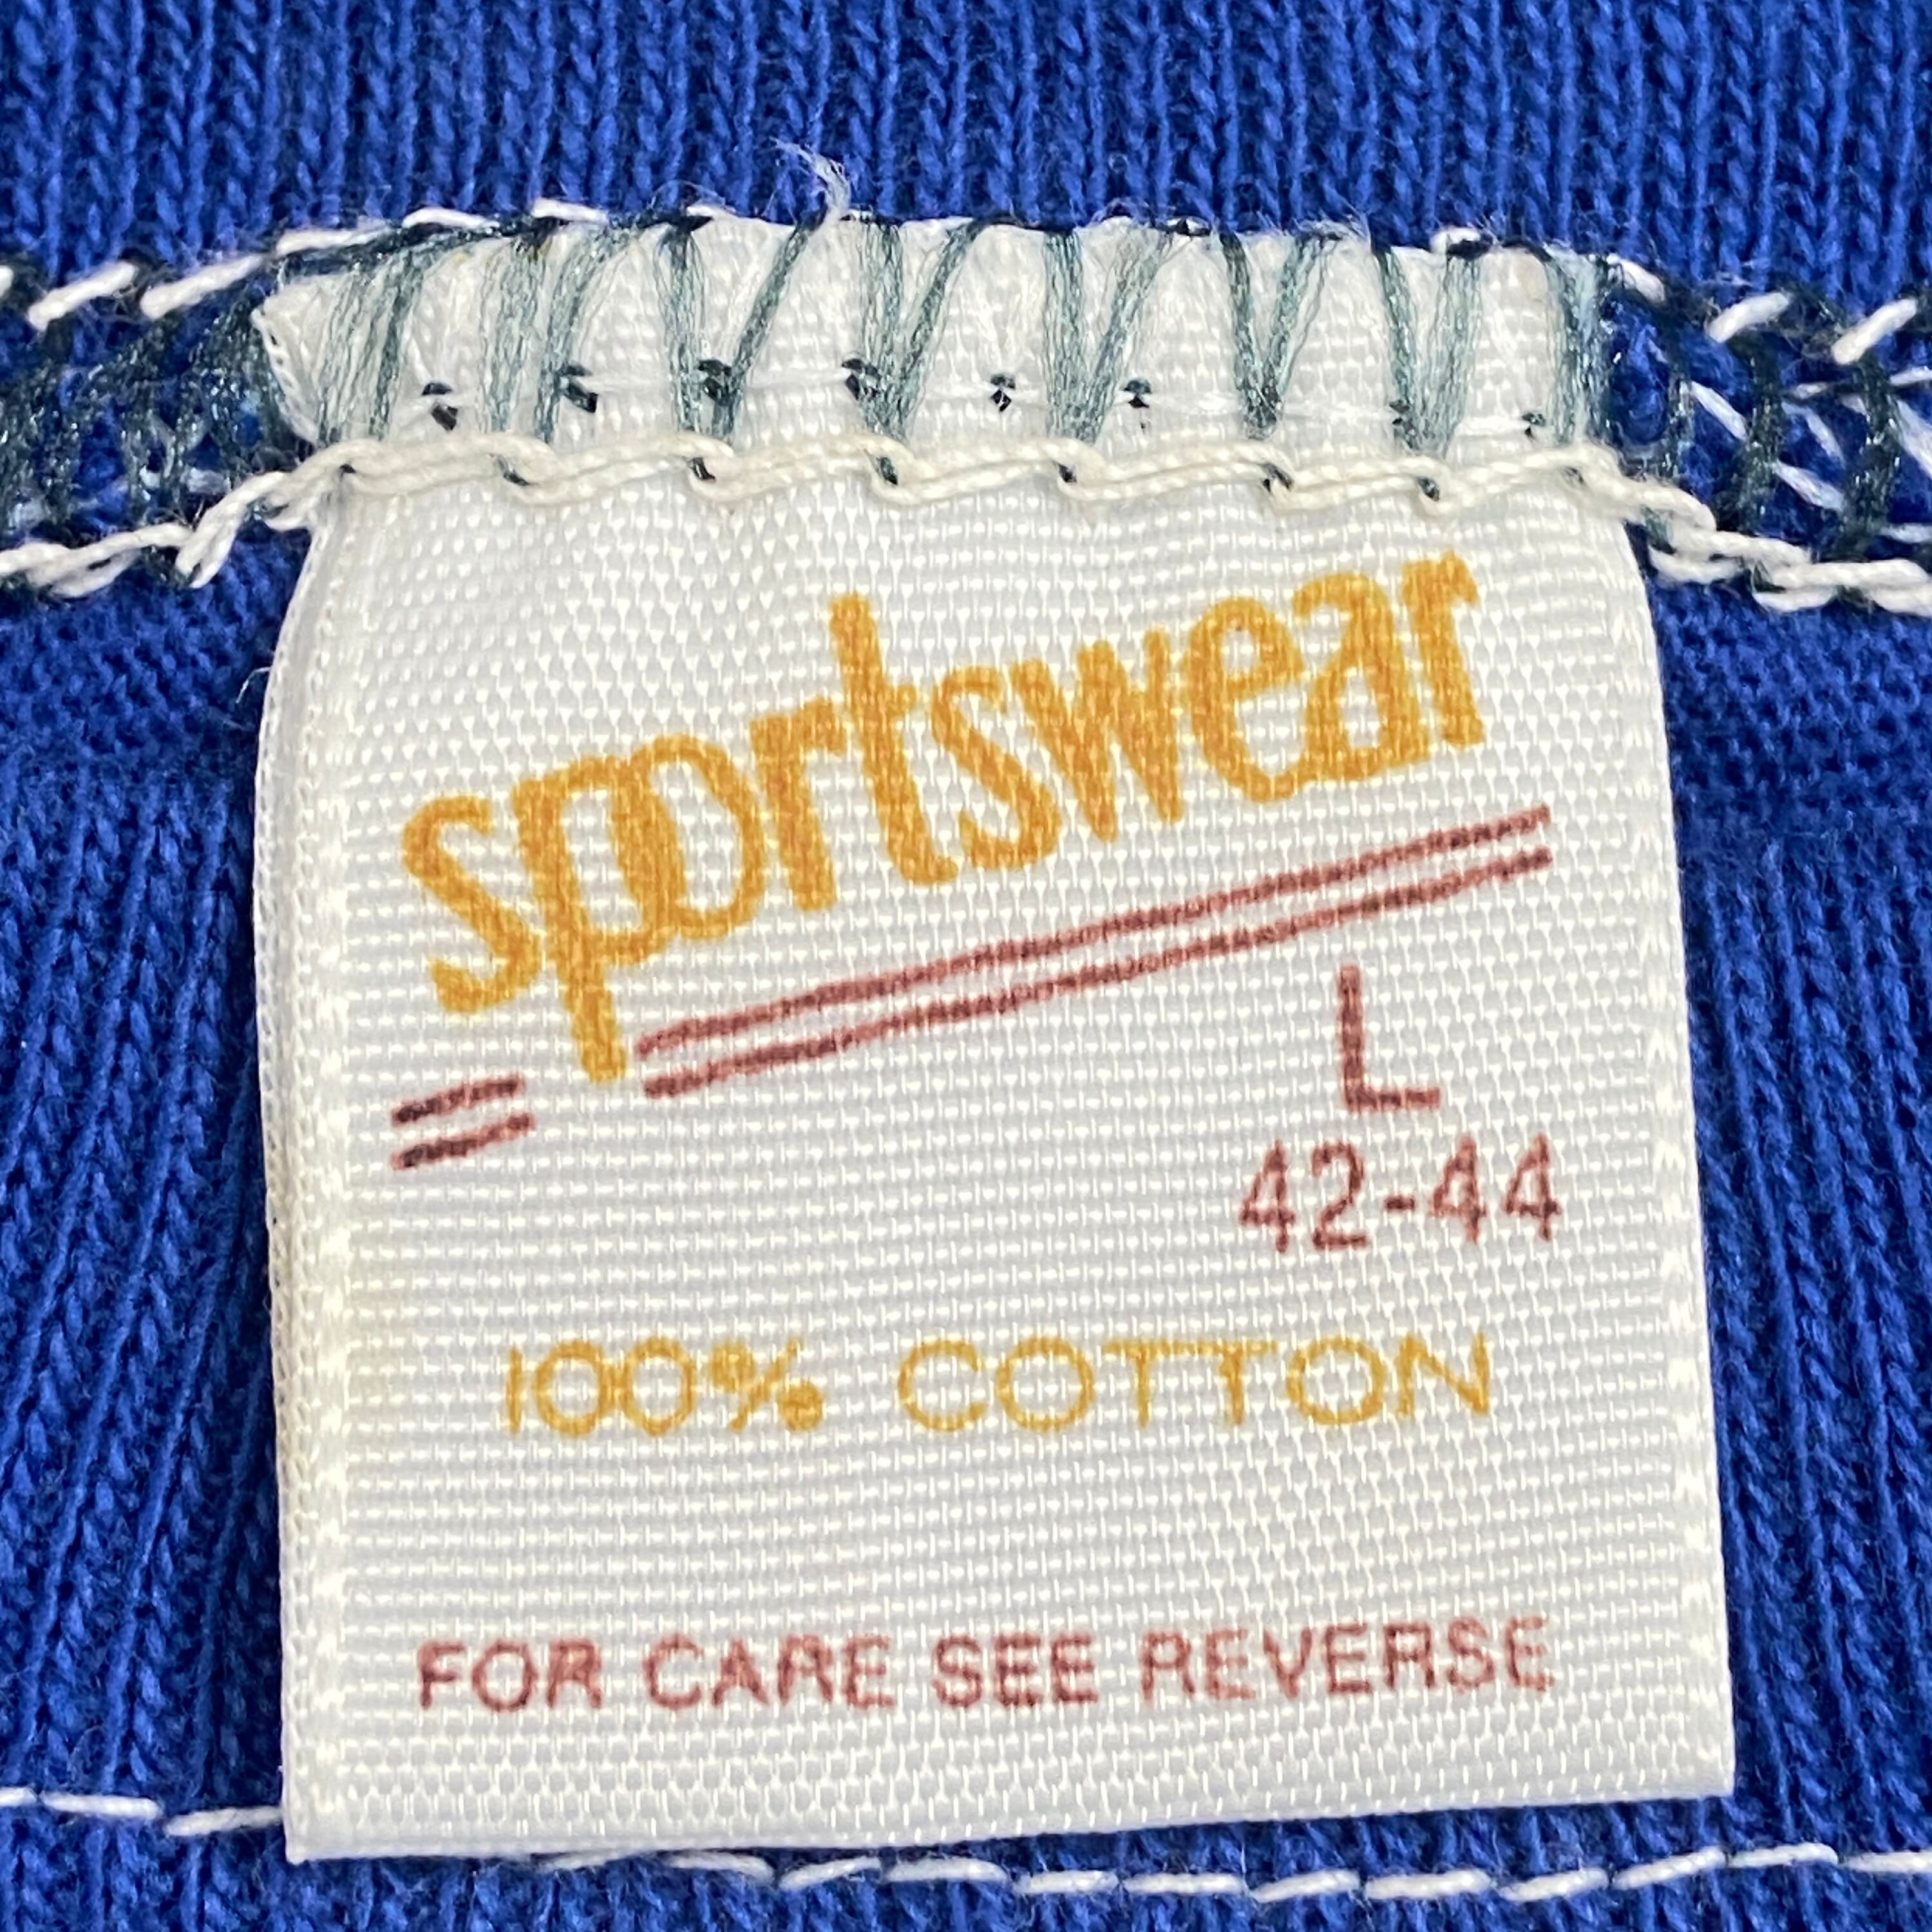 sportswear
L
42-44
100% COTTON
FOR CARE SEE REVERSE